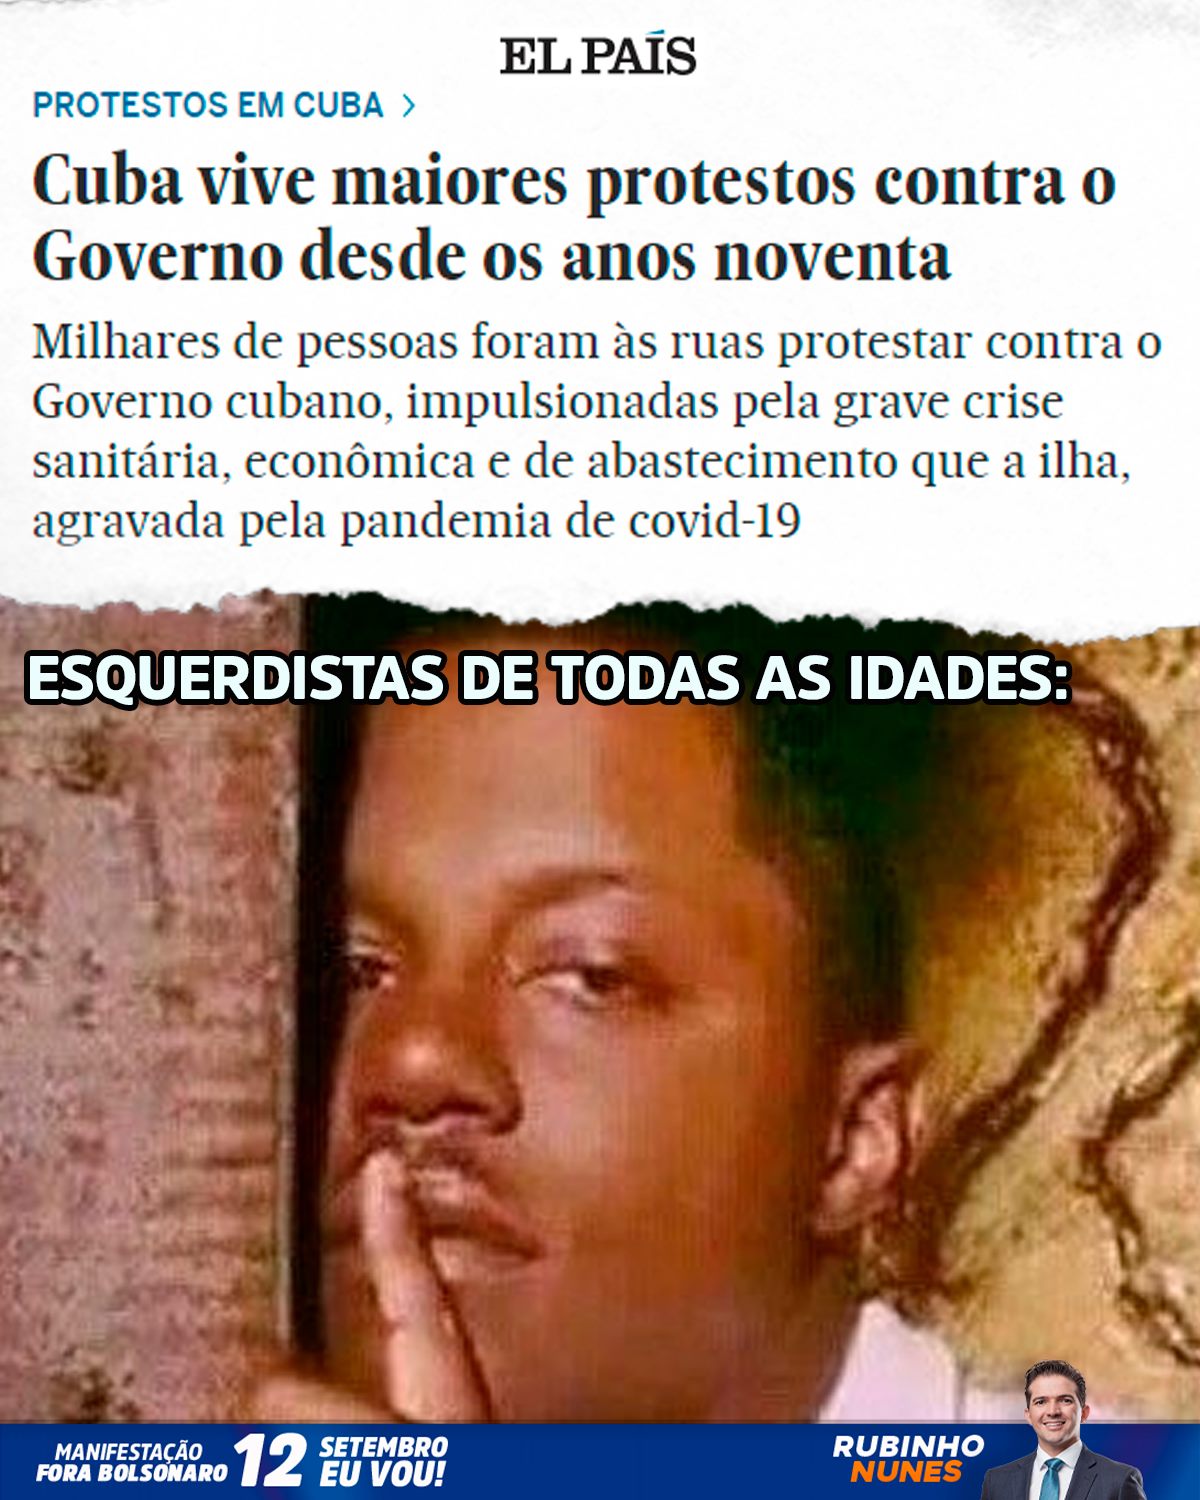 EL PAÍS
PROTESTOS EM CUBA >
Cuba vive maiores protestos contra o
Governo desde os anos noventa
Milhares de pessoas foram às ruas protestar contra o
Governo cubano, impulsionadas pela grave crise
sanitária, econômica e de abastecimento que a ilha,
agravada pela pandemia de covid-19
ESQUERDISTAS DE TODAS AS IDADES:
MANIFESTAÇÃO
FORA BOLSONARO
12
SETEMBRO
EU VOU!
RUBINHO
NUNES